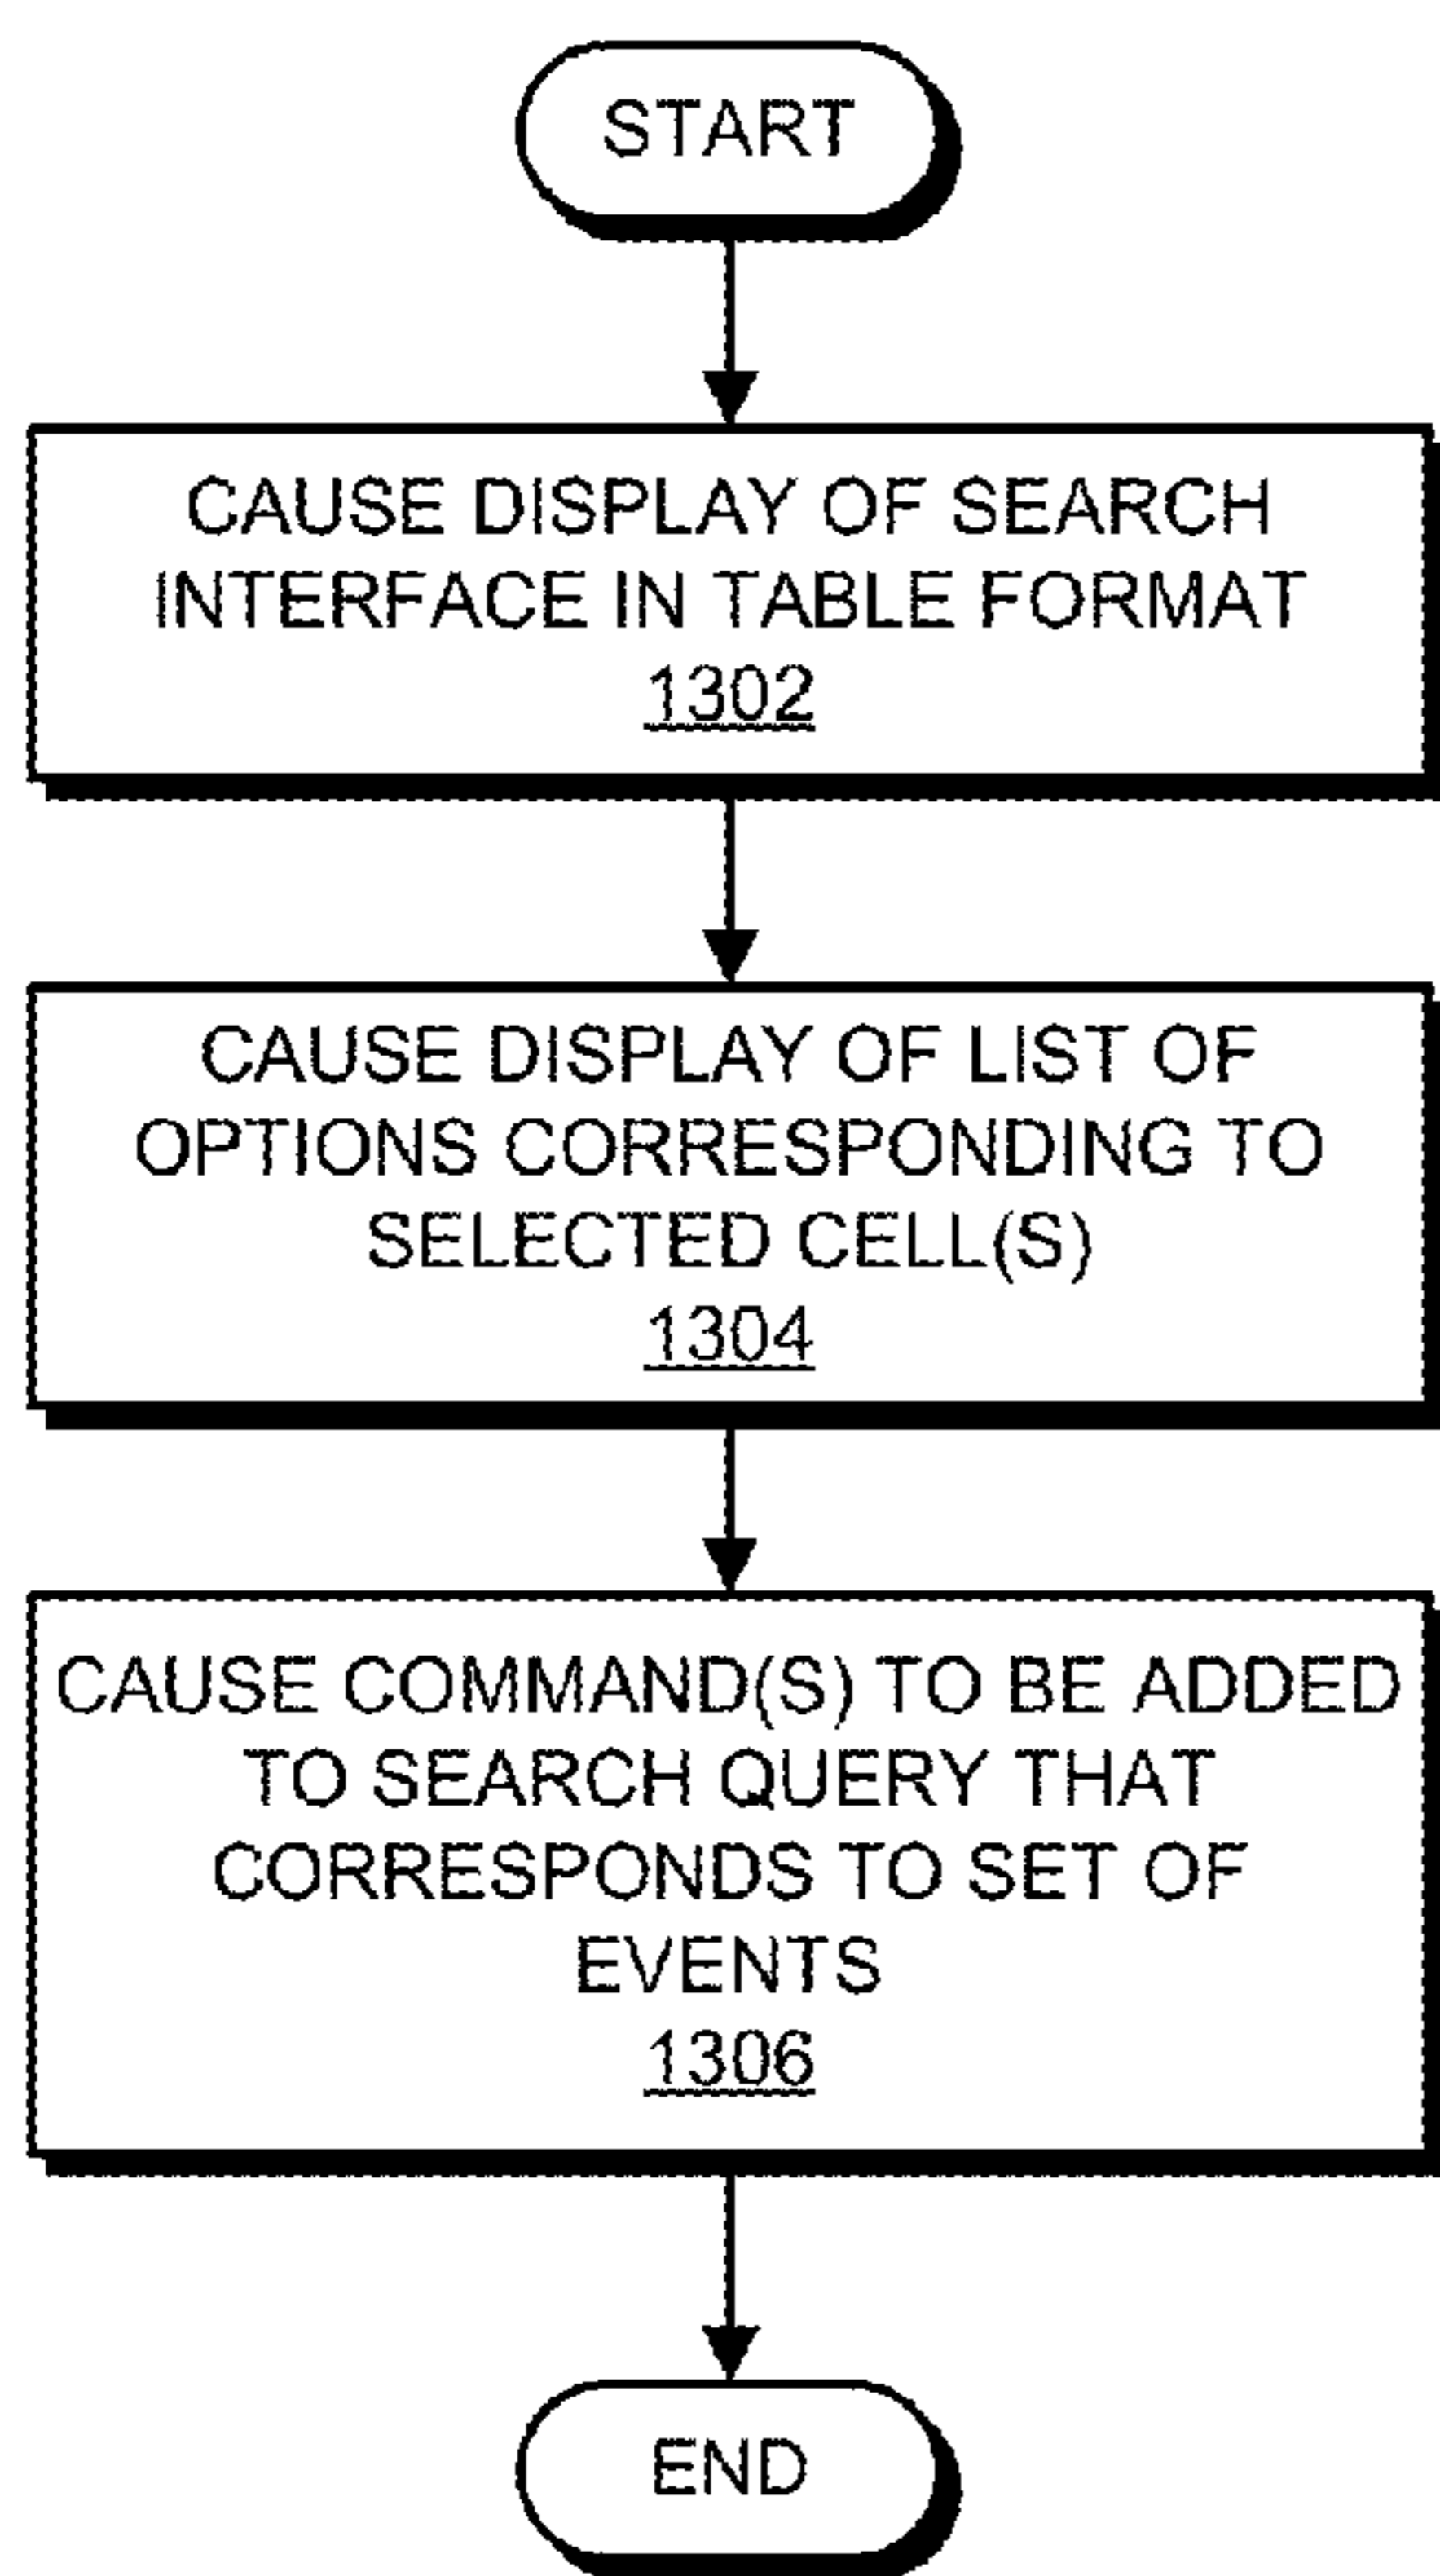 START
CAUSE DISPLAY OF SEARCH
INTERFACE IN TABLE FORMAT
1302
CAUSE DISPLAY OF LIST OF
OPTIONS CORRESPONDING TO
SELECTED CELL(S)
1304
CAUSE COMMAND(S) TO BE ADDED
TO SEARCH QUERY THAT
CORRESPONDS TO SET OF
EVENTS
1306
END